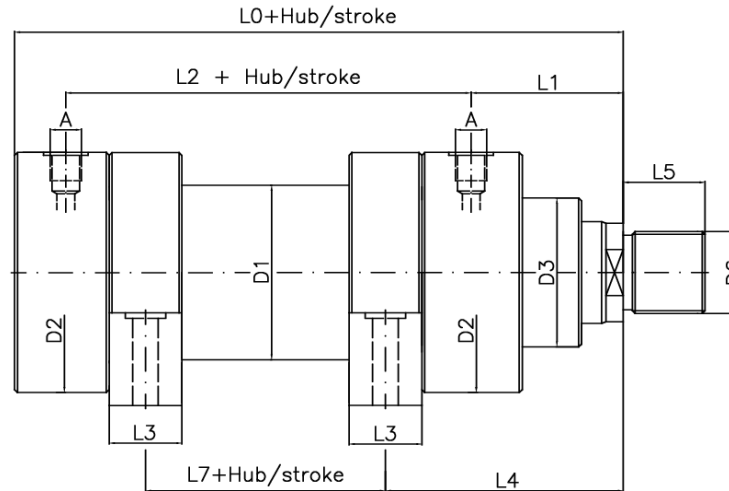 L0+Hub/stroke
L2 + Hub/stroke
L1
A
A
L5
D1
D3
D2
D2
L3
L3
L7+Hub/stroke
L4